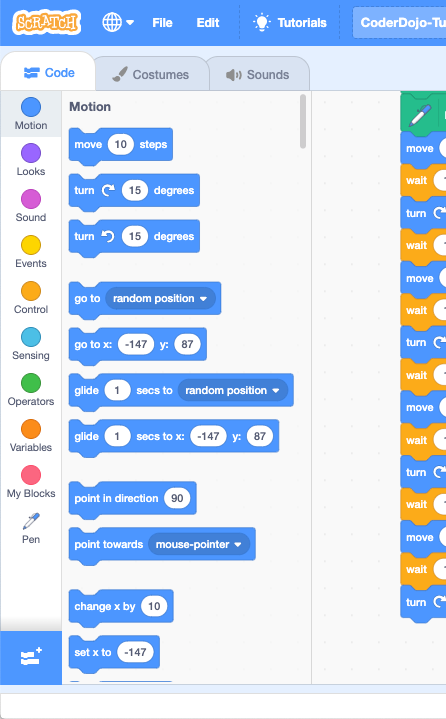 SCRATCH File Edit Tutorials CoderDojo-Tu
Code Costumes Sounds
Motion
Looks
Sound
Events
Control
Sensing
Operators
Variables
My Blocks
Pen
Motion
move 10 steps
turn 15 degrees
turn 15 degrees
go to random position
go to x: -147 y: 87
glide 1 secs to random position
glide 1 secs to x: -147 y: 87
point in direction 90
point towards mouse-pointer
change x by 10
set x to -147
move
wait
turn
wait
move
wait
turn
wait
move
wait
turn
wait
move
wait
turn